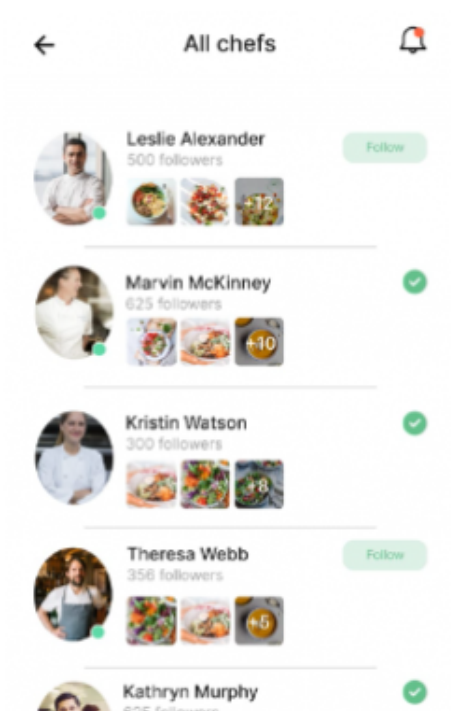 All chefs
Leslie Alexander
Follow
500 followers
+12
Marvin McKinney
625 followers
+10
Kristin Watson
300 followers
+8
Theresa Webb
Follow
356 followers
+5
Kathryn Murphy
followers